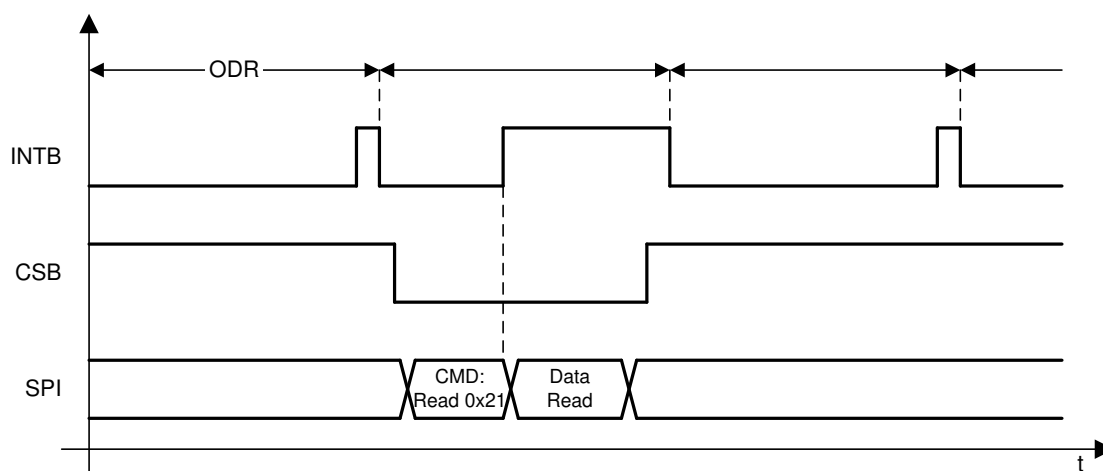 ODR
INTB
CSB
SPI
CMD:
Read 0x21
Data
Read
t